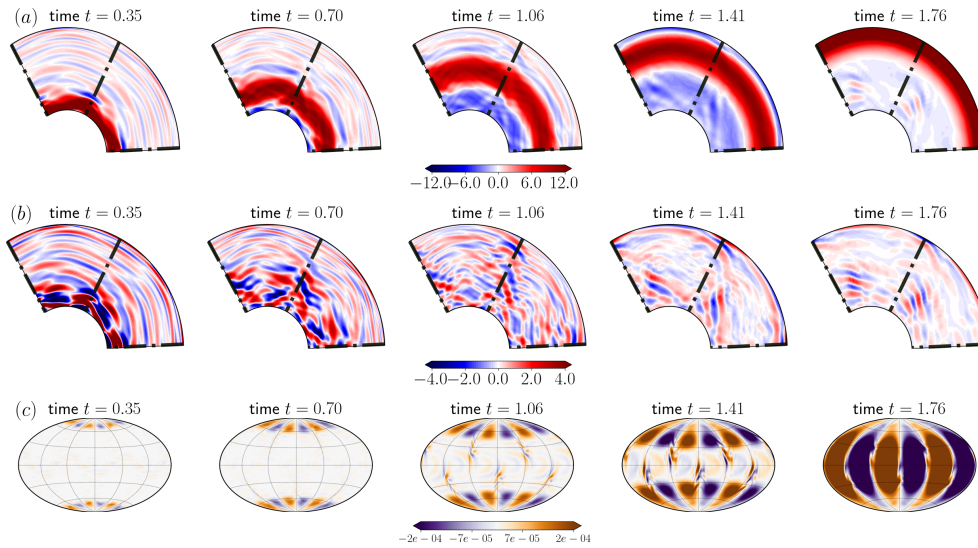 (a) time t = 0.35 time t = 0.70 time t = 1.06 time t = 1.41 time t = 1.76
−12.0 −6.0 0.0 6.0 12.0
(b) time t = 0.35 time t = 0.70 time t = 1.06 time t = 1.41 time t = 1.76
−4.0 −2.0 0.0 2.0 4.0
(c) time t = 0.35 time t = 0.70 time t = 1.06 time t = 1.41 time t = 1.76
−2e − 04 −7e − 05 7e − 05 2e − 04